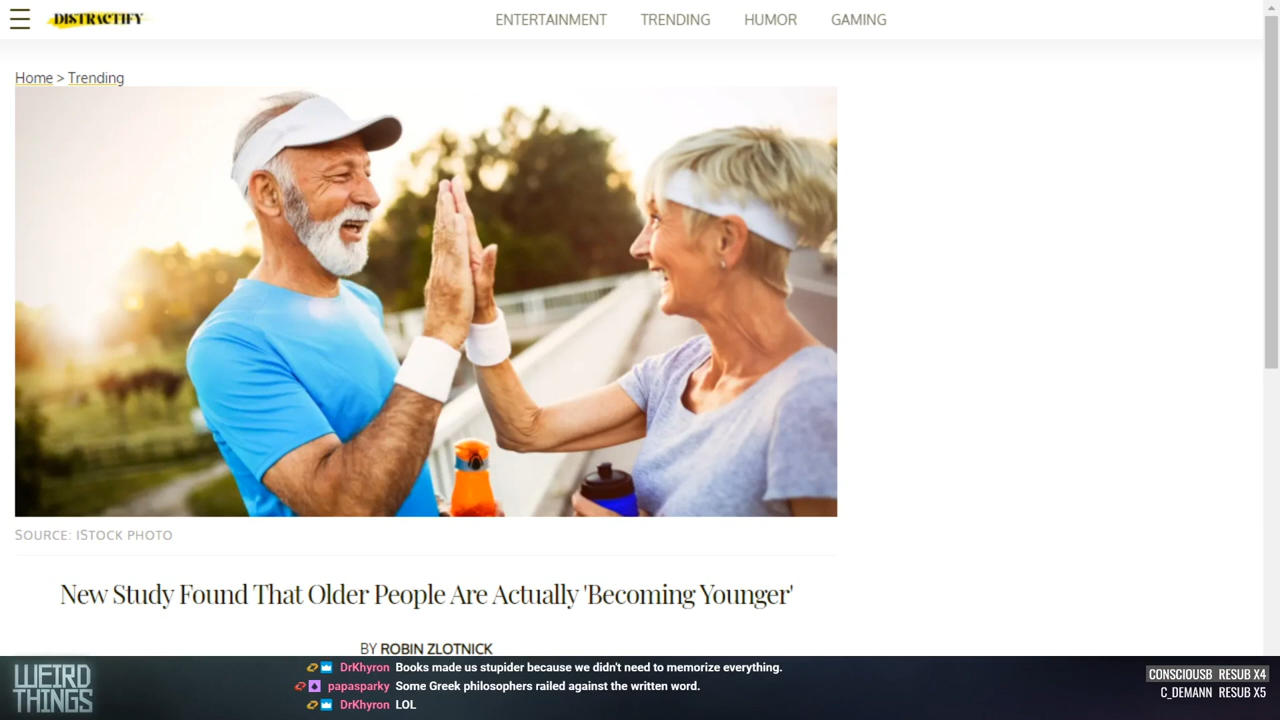 DISTRACTIFY
ENTERTAINMENT TRENDING HUMOR GAMING
Home > Trending
SOURCE: ISTOCK PHOTO
New Study Found That Older People Are Actually 'Becoming Younger'
BY ROBIN ZLOTNICK
WEIRD
THINGS
DrKhyron Books made us stupider because we didn't need to memorize everything.
papasparky Some Greek philosophers railed against the written word.
DrKhyron LOL
CONSCIOUSB RESUB X4
C_DEMANN RESUB X5